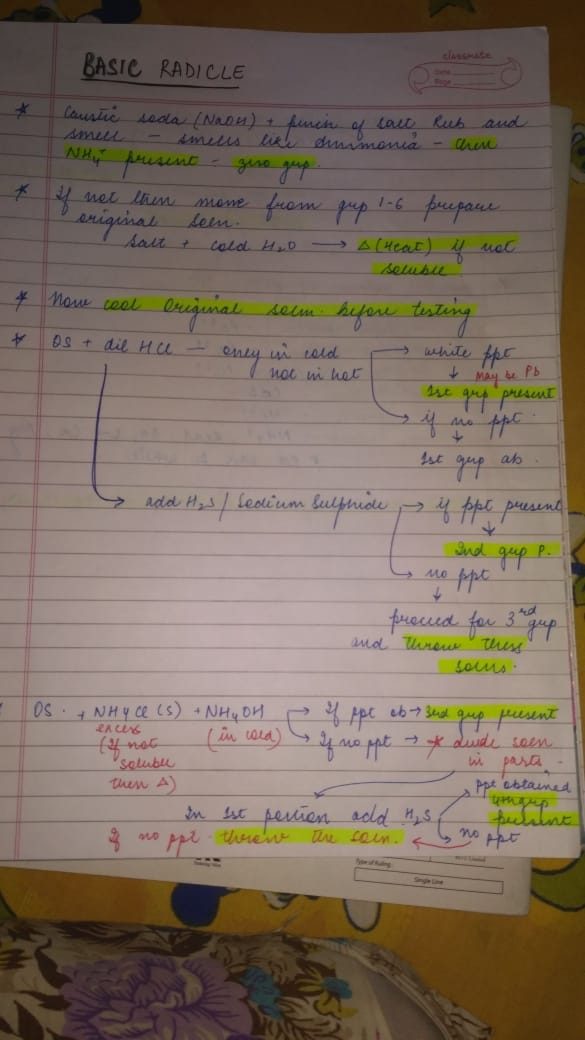 classmate
Date
Page
BASIC RADICLE
* Caustic soda (NaOH) + pinch of salt Rub and
smell - smells like ammonia - then
NH4+ present - zero grp.
* If not then move from grp 1-6 prepare
original soln.
Salt + cold H2O → Δ (Heat) if not
soluble
* Now cool original soln. before testing
* OS + dil HCl - only in cold
not in hot
→ white ppt
↓ May be Pb
1st grp present
→ if no ppt.
↓
1st grp ab.
→ add H2S / Sodium Sulphide → if ppt present
↓
2nd grp P.
→ no ppt
↓
proceed for 3rd grp
and throw these
solns.
OS. + NH4Cl (s) + NH4OH → If ppt ob → 3rd grp present
excess
(If not
soluble
then Δ)
(in cold)
→ If no ppt → * divide soln
in parts.
In 1st portion add H2S
ppt obtained
4th grp
present
→ no ppt
If no ppt. throw the soln.
Type of Ruling:
Single Line